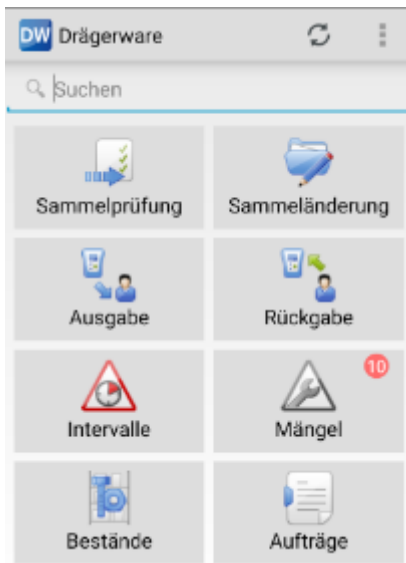 DW Drägerware
Suchen
Sammelprüfung
Sammeländerung
Ausgabe
Rückgabe
Intervalle
10
Mängel
Bestände
Aufträge